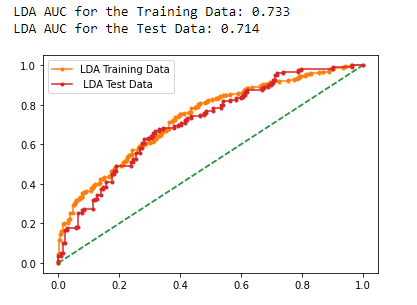 LDA AUC for the Training Data: 0.733
LDA AUC for the Test Data: 0.714
LDA Training Data
LDA Test Data
1.0
0.8
0.6
0.4
0.2
0.0
0.0 0.2 0.4 0.6 0.8 1.0